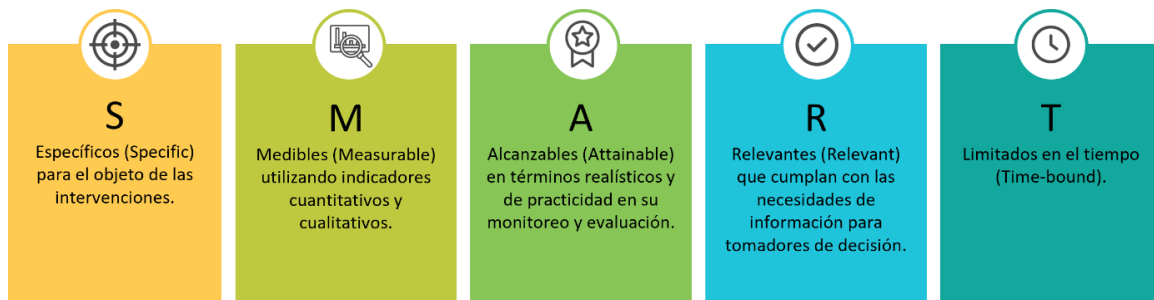 S
Específicos (Specific)
para el objeto de las
intervenciones.
M
Medibles (Measurable)
utilizando indicadores
cuantitativos y
cualitativos.
A
Alcanzables (Attainable)
en términos realísticos y
de practicidad en su
monitoreo y evaluación.
R
Relevantes (Relevant)
que cumplan con las
necesidades de
información para
tomadores de decisión.
T
Limitados en el tiempo
(Time-bound).